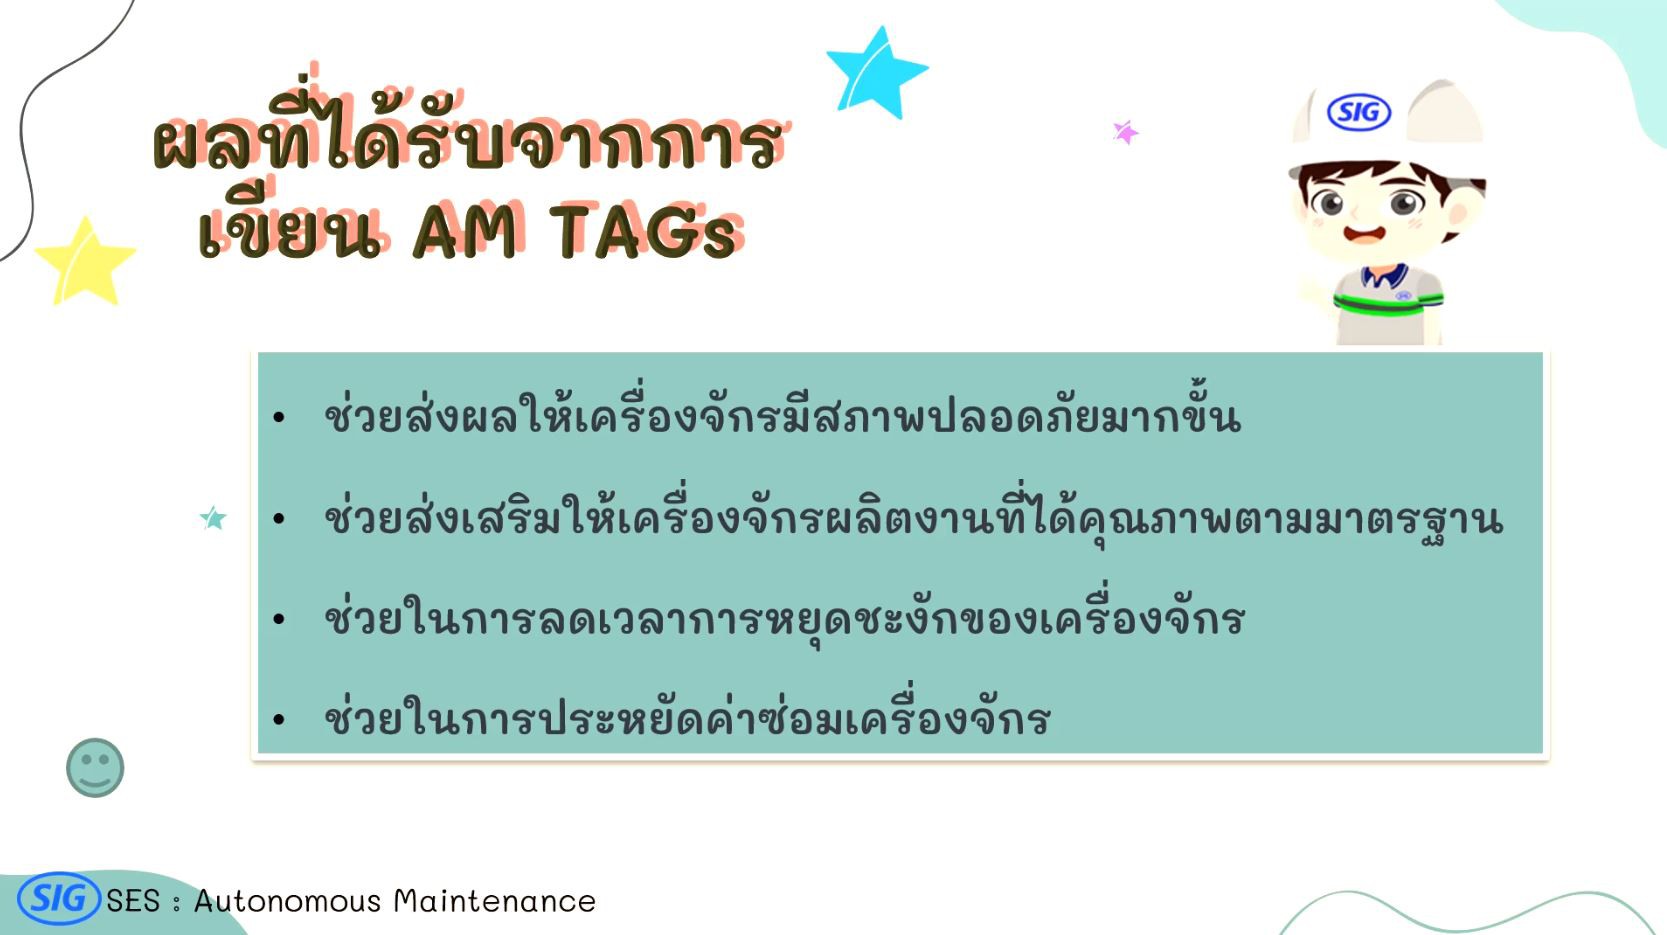 ผลที่ได้รับจากการ
เขียน AM TAGs
SIG
• ช่วยส่งผลให้เครื่องจักรมีสภาพปลอดภัยมากขั้น
• ช่วยส่งเสริมให้เครื่องจักรผลิตงานที่ได้คุณภาพตามมาตรฐาน
• ช่วยในการลดเวลาการหยุดชะงักของเครื่องจักร
• ช่วยในการประหยัดค่าซ่อมเครื่องจักร
SIG SES : Autonomous Maintenance